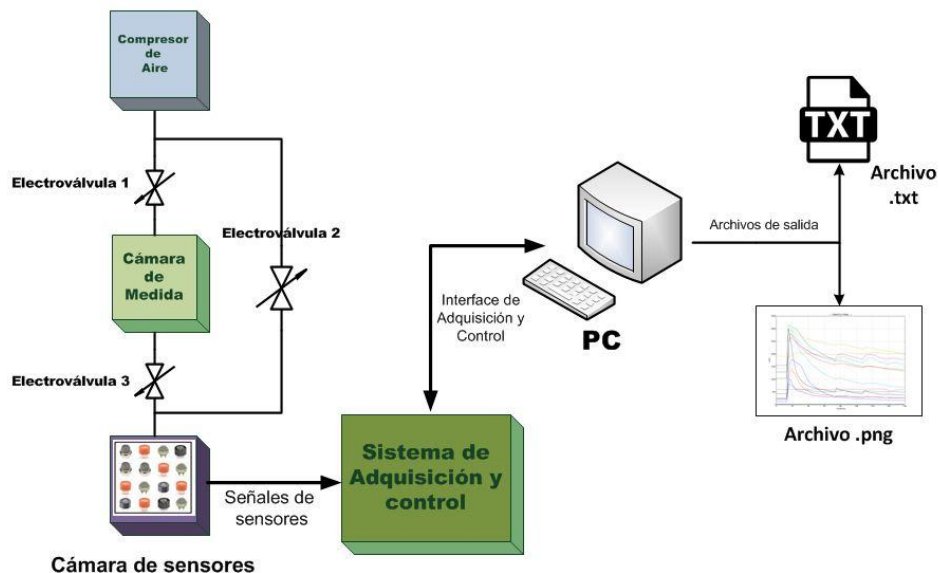 Compresor
de
Aire
Electroválvula 1
Electroválvula 2
Cámara
de
Medida
Electroválvula 3
Cámara de sensores
Señales de
sensores
Sistema de
Adquisición y
control
Interface de
Adquisición y
Control
PC
Archivos de salida
TXT
Archivo
.txt
Archivo .png